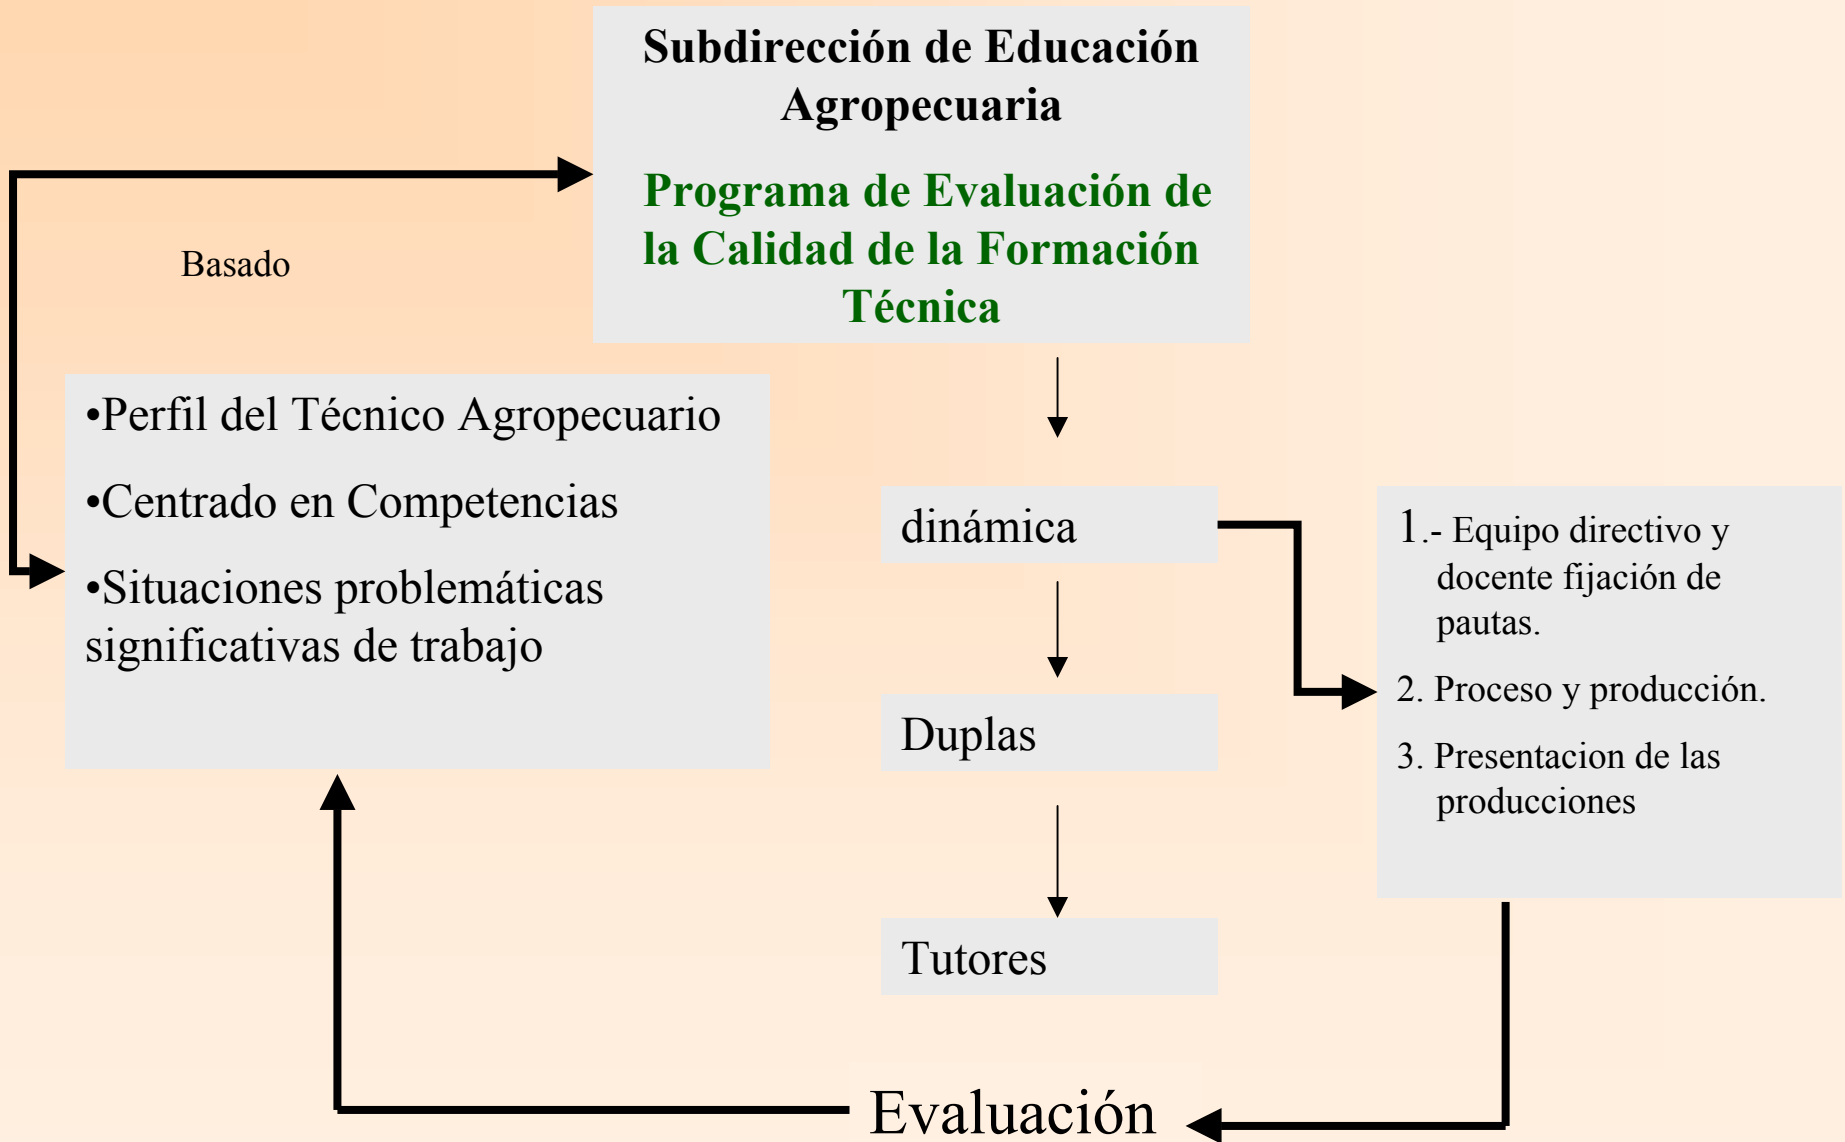 Subdirección de Educación
Agropecuaria
Programa de Evaluación de
la Calidad de la Formación
Técnica
Basado
•Perfil del Técnico Agropecuario
•Centrado en Competencias
•Situaciones problemáticas
significativas de trabajo
dinámica
Duplas
Tutores
1.- Equipo directivo y
docente fijación de
pautas.
2. Proceso y producción.
3. Presentacion de las
producciones
Evaluación